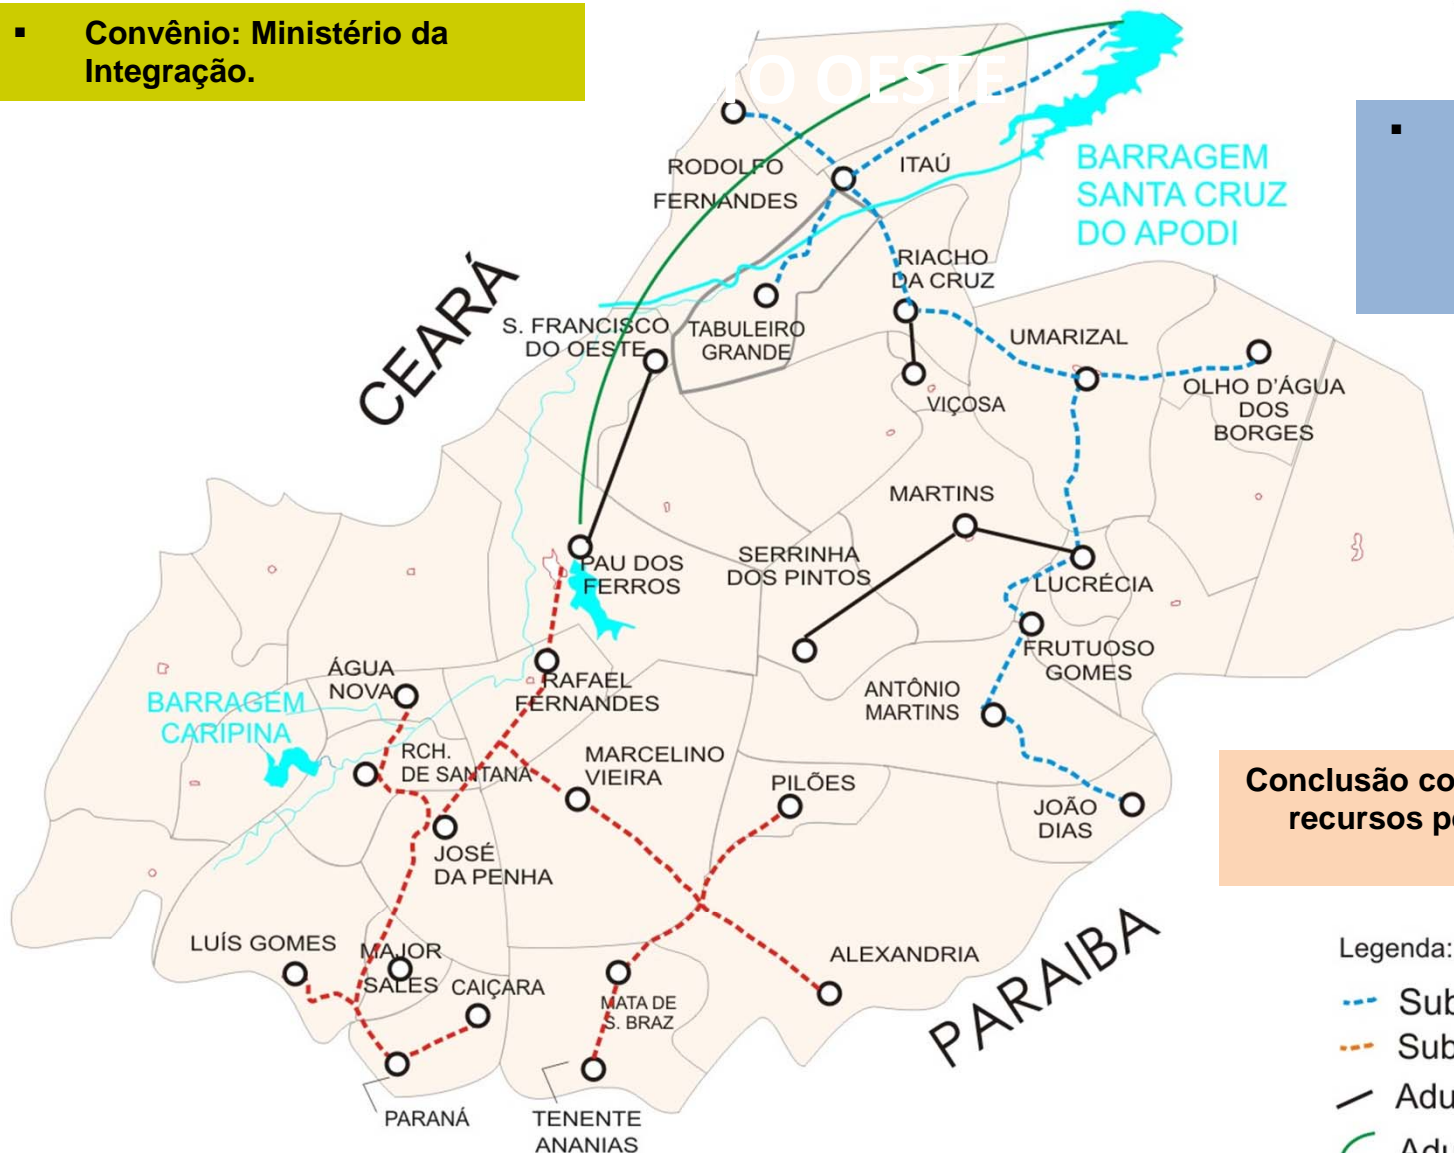 ▪ Convênio: Ministério da
Integração.
TO OESTE
▪
RODOLFO
FERNANDES
ITAÚ
BARRAGEM
SANTA CRUZ
DO APODI
CEARÁ
RIACHO
DA CRUZ
S. FRANCISCO
DO OESTE
TABULEIRO
GRANDE
UMARIZAL
VIÇOSA
OLHO D'ÁGUA
DOS
BORGES
MARTINS
PAU DOS
FERROS
SERRINHA
DOS PINTOS
LUCRÉCIA
FRUTUOSO
GOMES
ÁGUA
NOVA
RAFAEL
FERNANDES
ANTÔNIO
MARTINS
BARRAGEM
CARIPINA
RCH.
DE SANTANA
MARCELINO
VIEIRA
PILÕES
JOÃO
DIAS
Conclusão co
recursos p
JOSÉ
DA PENHA
LUÍS GOMES
MAJOR
SALES
CAIÇARA
MATA DE
S. BRAZ
ALEXANDRIA
PARAIBA
PARANÁ
TENENTE
ANANIAS
Legenda:
Sub
Sub
Adu
Adu